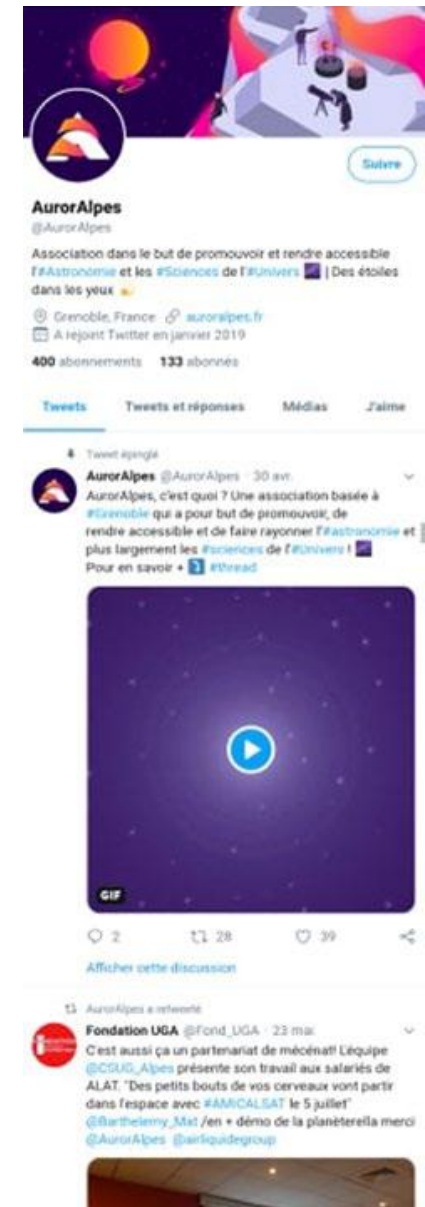 Suivre
AurorAlpes
@AurorAlpes
Association dans le but de promouvoir et rendre accessible
l'#Astronomie et les #Sciences de l'#Univers | Des étoiles
dans les yeux
Grenoble, France auroralpes.fr
A rejoint Twitter en janvier 2019
400 abonnements 133 abonnés
Tweets Tweets et réponses Médias J'aime
Tweet épinglé
AurorAlpes @AurorAlpes · 30 avr.
AurorAlpes, c'est quoi ? Une association basée à
#Grenoble qui a pour but de promouvoir, de
rendre accessible et de faire rayonner l'#astronomie et
plus largement les #sciences de l'#Univers !
Pour en savoir + #thread
GIF
2 28 39
Afficher cette discussion
AurorAlpes a retweeté
Fondation UGA @Fond_UGA · 23 mai
C'est aussi ça un partenariat de mécénat! L'équipe
@CSUG_Alpes présente son travail aux salariés de
ALAT. "Des petits bouts de vos cerveaux vont partir
dans l'espace avec #AMICALSAT le 5 juillet"
@Barthelemy_Mat /en + démo de la planèterella merci
@AurorAlpes @airliquidegroup